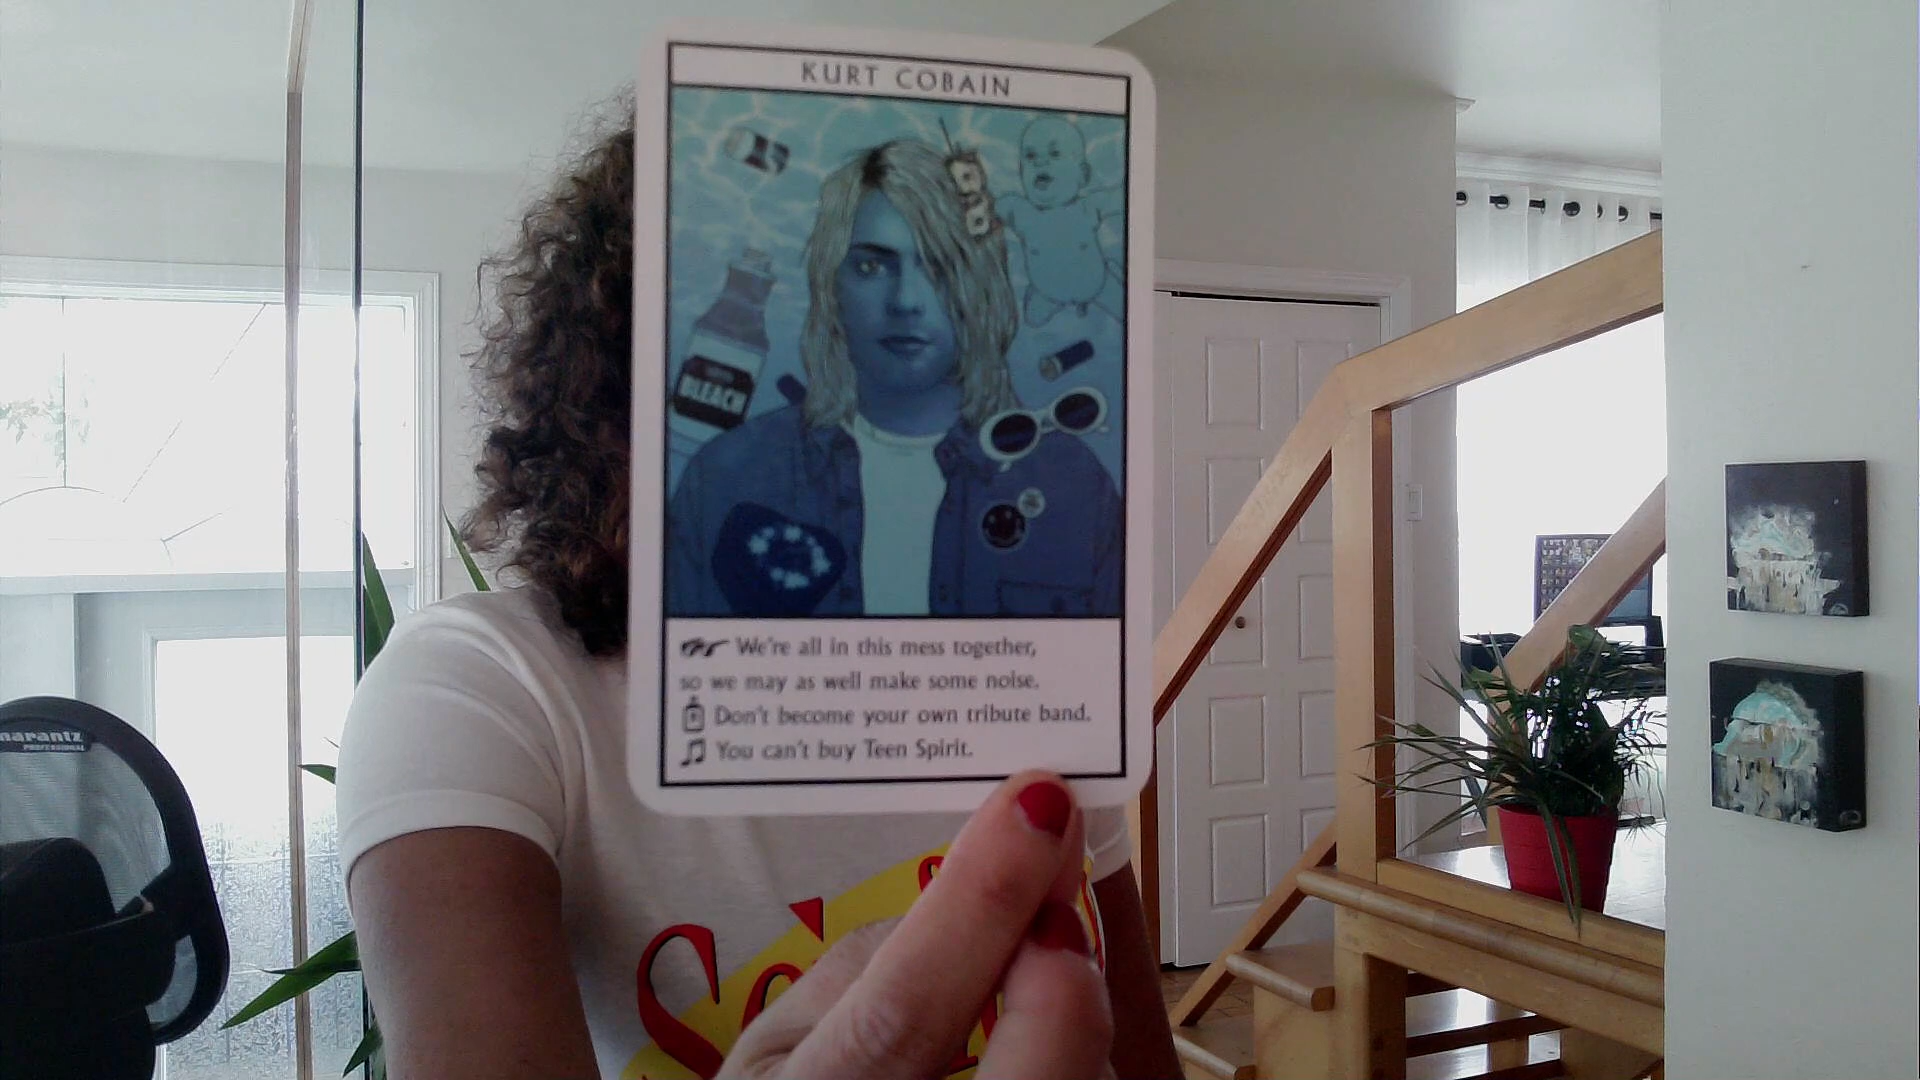 KURT COBAIN
BLEACH
We're all in this mess together,
so we may as well make some noise.
Don't become your own tribute band.
You can't buy Teen Spirit.
marantz
PROFESSIONAL